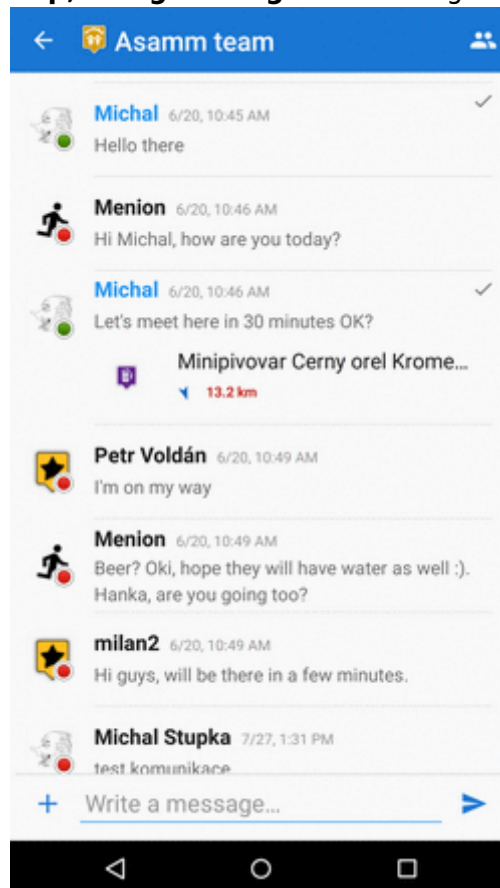 Asamm team
Michal 6/20, 10:45 AM
Hello there
Menion 6/20, 10:46 AM
Hi Michal, how are you today?
Michal 6/20, 10:46 AM
Let's meet here in 30 minutes OK?
Minipivovar Cerny orel Krome...
13.2 km
Petr Voldán 6/20, 10:49 AM
I'm on my way
Menion 6/20, 10:49 AM
Beer? Oki, hope they will have water as well :).
Hanka, are you going too?
milan2 6/20, 10:49 AM
Hi guys, will be there in a few minutes.
Michal Stupka 7/27, 1:31 PM
test komunikace
Write a message...